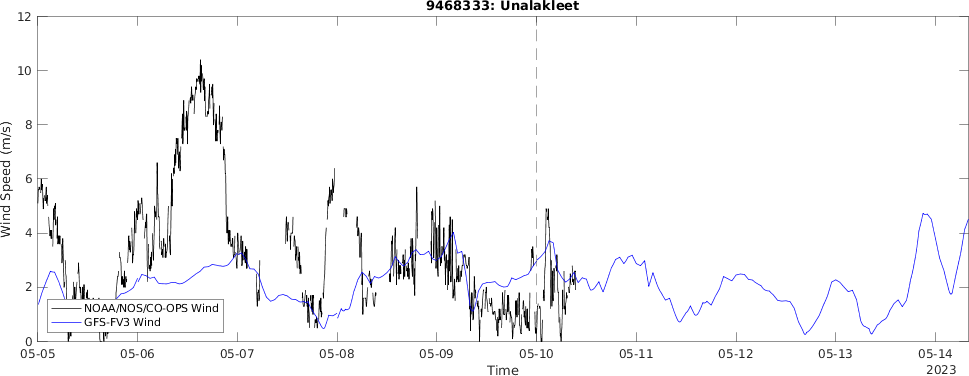 9468333: Unalakleet
12
10
8
6
4
2
0
Wind Speed (m/s)
NOAA/NOS/CO-OPS Wind
GFS-FV3 Wind
05-05 05-06 05-07 05-08 05-09 05-10 05-11 05-12 05-13 05-14
Time
2023